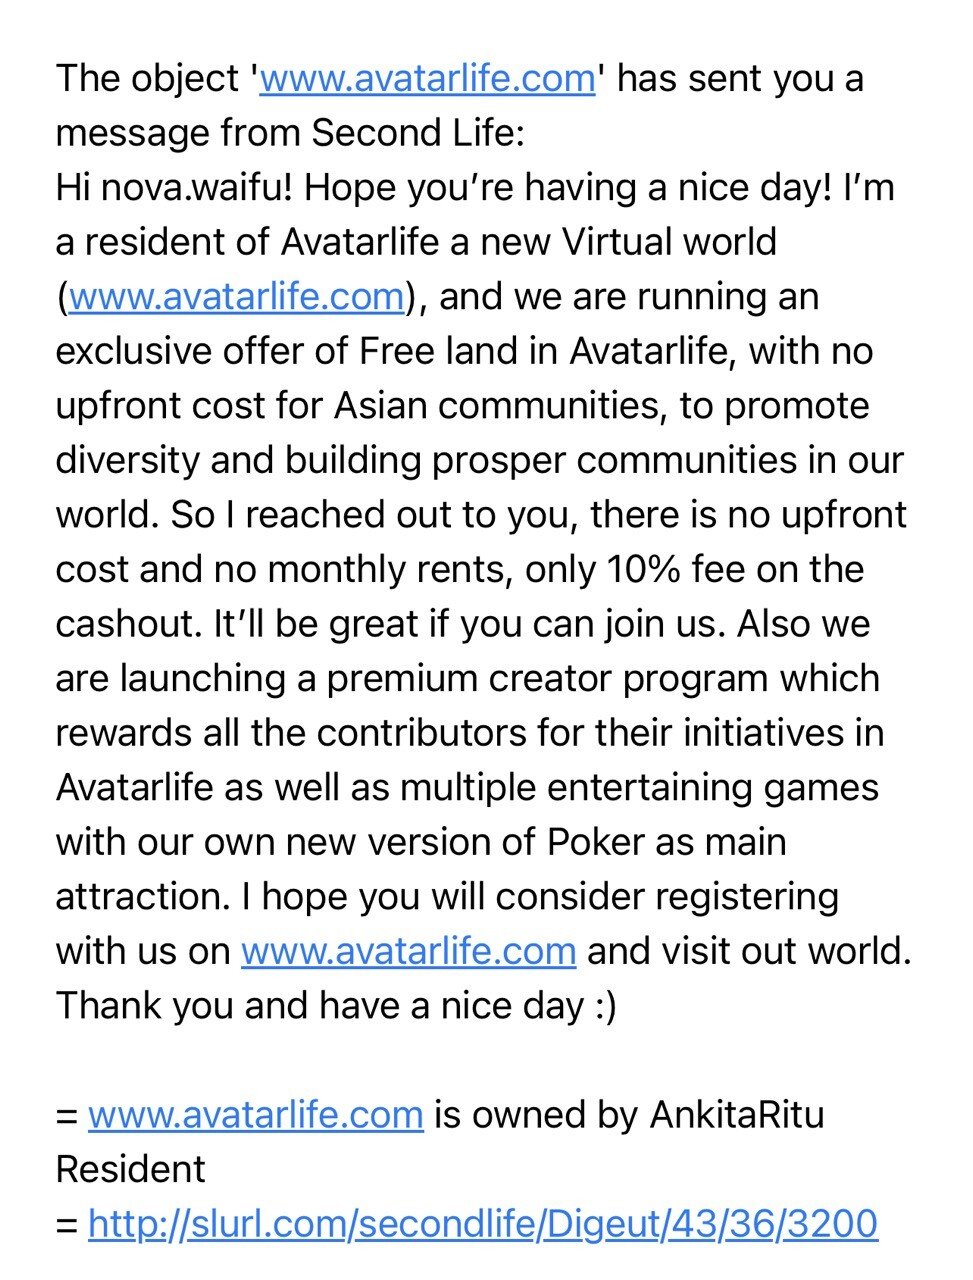 The object 'www.avatarlife.com' has sent you a
message from Second Life:
Hi nova.waifu! Hope you’re having a nice day! I’m
a resident of Avatarlife a new Virtual world
(www.avatarlife.com), and we are running an
exclusive offer of Free land in Avatarlife, with no
upfront cost for Asian communities, to promote
diversity and building prosper communities in our
world. So I reached out to you, there is no upfront
cost and no monthly rents, only 10% fee on the
cashout. It’ll be great if you can join us. Also we
are launching a premium creator program which
rewards all the contributors for their initiatives in
Avatarlife as well as multiple entertaining games
with our own new version of Poker as main
attraction. I hope you will consider registering
with us on www.avatarlife.com and visit out world.
Thank you and have a nice day :)
= www.avatarlife.com is owned by AnkitaRitu
Resident
= http://slurl.com/secondlife/Digeut/43/36/3200